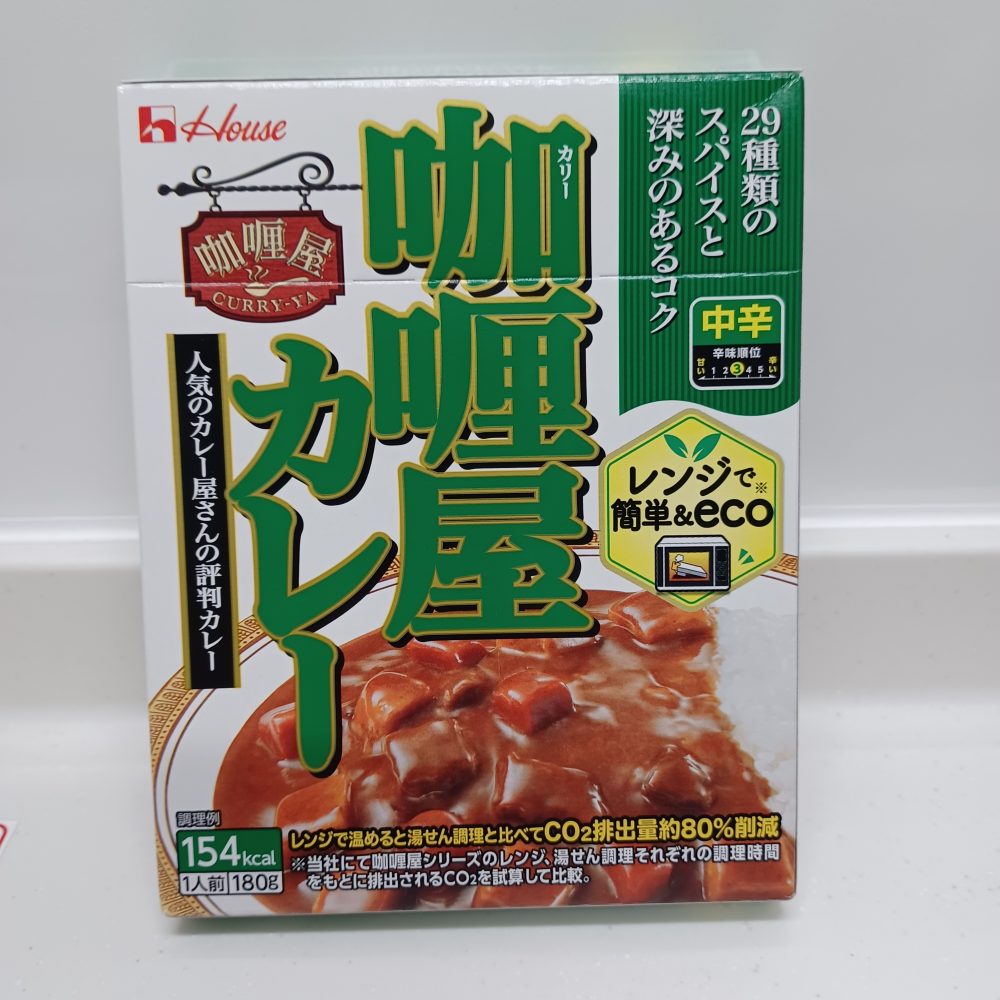 House
咖喱屋
CURRY-YA
カリー
咖喱屋
カレー
29種類の
スパイスと
深みのあるコク
中辛
辛味順位
甘い 1 2 3 4 5 辛い
人気のカレー屋さんの評判カレー
レンジで※
簡単&eco
調理例
154kcal
1人前 180g
レンジで温めると湯せん調理と比べてCO₂排出量約80%削減
※当社にて咖喱屋シリーズのレンジ、湯せん調理それぞれの調理時間
をもとに排出されるCO₂を試算して比較。